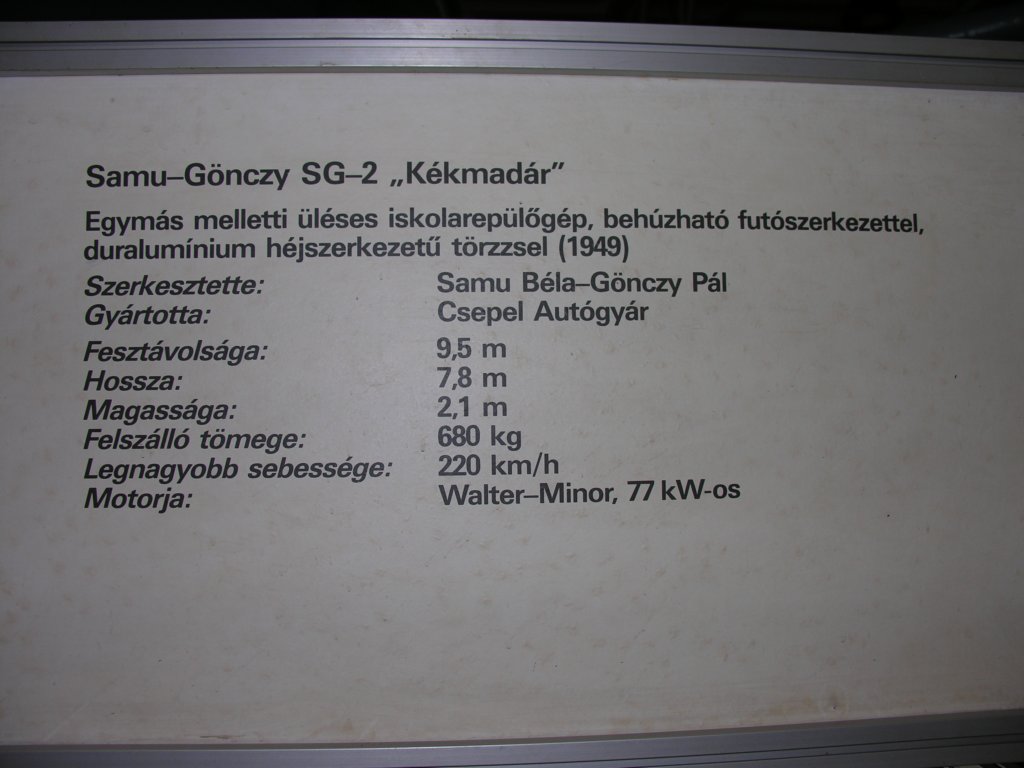 Samu–Gönczy SG–2 „Kékmadár”
Egymás melletti üléses iskolarepülőgép, behúzható futószerkezettel,
duralumínium héjszerkezetű törzzsel (1949)
Szerkesztette: Samu Béla–Gönczy Pál
Gyártotta: Csepel Autógyár
Fesztávolsága: 9,5 m
Hossza: 7,8 m
Magassága: 2,1 m
Felszálló tömege: 680 kg
Legnagyobb sebessége: 220 km/h
Motorja: Walter–Minor, 77 kW-os